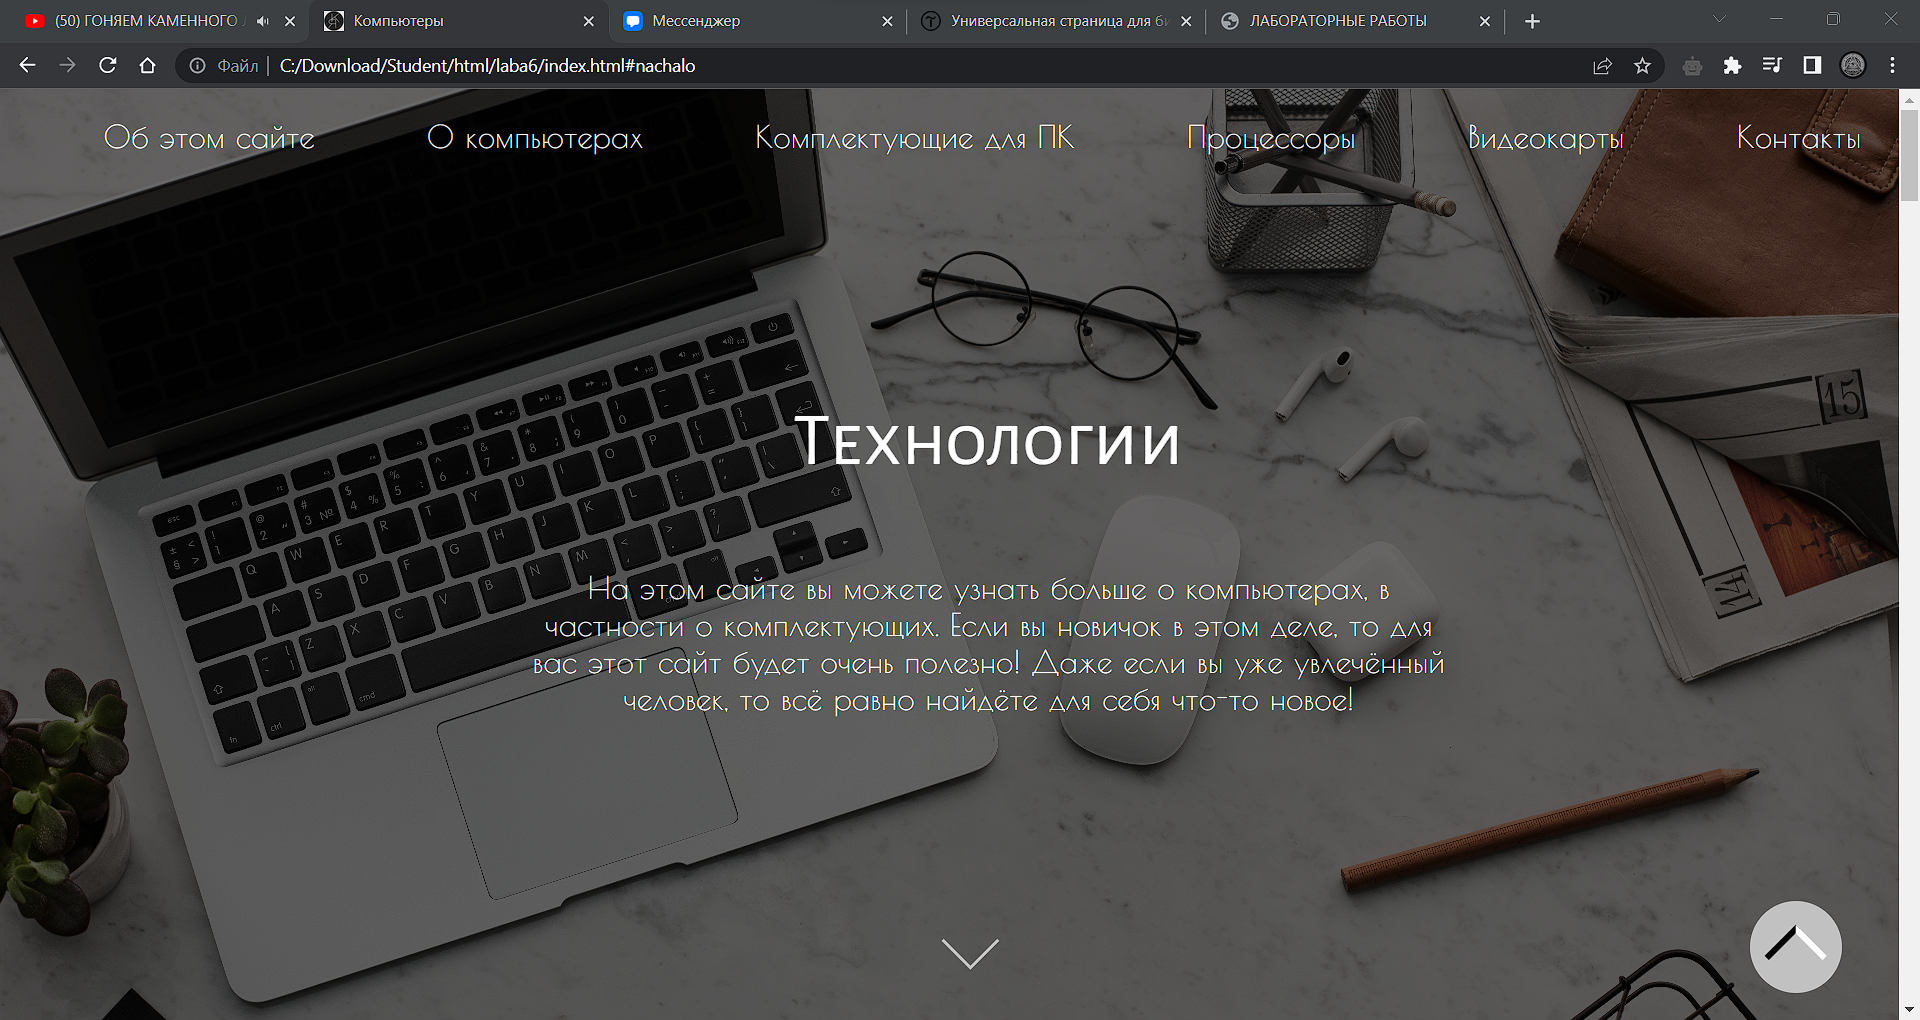 (50) ГОНЯЕМ КАМЕННОГО
Компьютеры
Мессенджер
Универсальная страница для би
ЛАБОРАТОРНЫЕ РАБОТЫ
Файл
C:/Download/Student/html/laba6/index.html#nachalo
Об этом сайте
О компьютерах
Комплектующие для ПК
Процессоры
Видеокарты
Контакты
Технологии
На этом сайте вы можете узнать больше о компьютерах, в
частности о комплектующих. Если вы новичок в этом деле, то для
вас этот сайт будет очень полезно! Даже если вы уже увлечённый
человек, то всё равно найдёте для себя что-то новое!
15
14